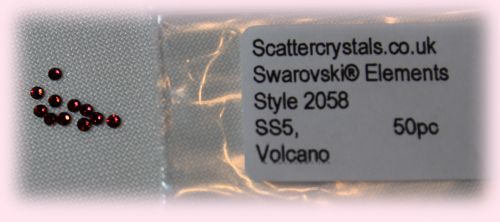 Scattercrystals.co.uk
Swarovski® Elements
Style 2058
SS5, 50pc
Volcano